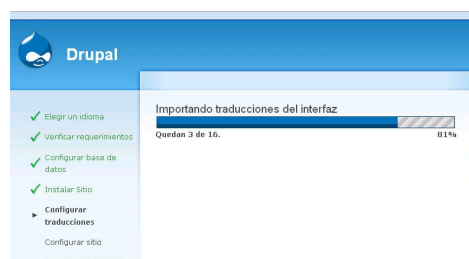 Drupal
Elegir un idioma
Verificar requerimientos
Configurar base de
datos
Instalar Sitio
Configurar
traducciones
Configurar sitio
Importando traducciones del interfaz
Quedan 3 de 16.
81%